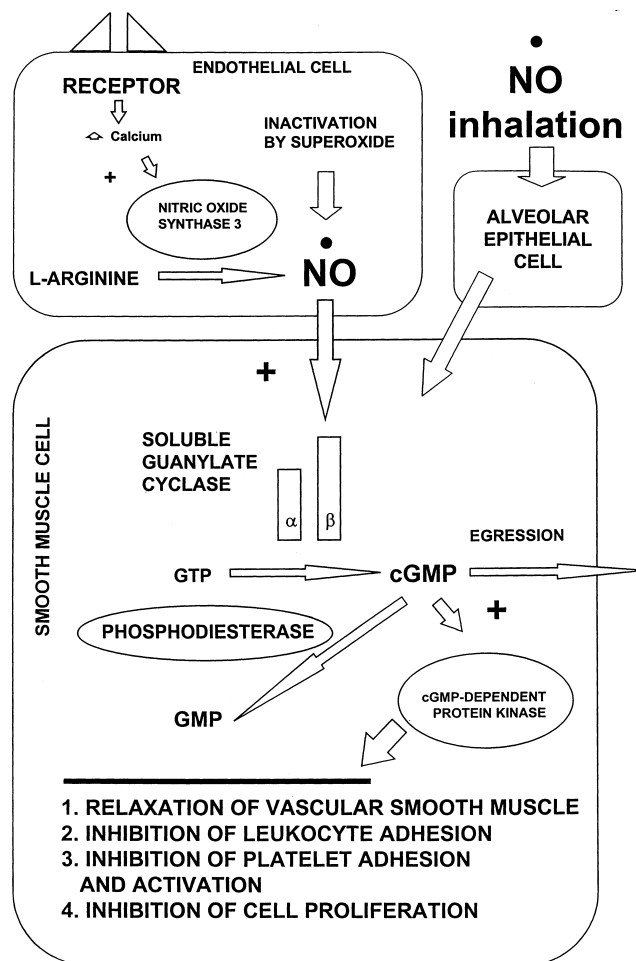 ENDOTHELIAL CELL
RECEPTOR
Calcium
+
INACTIVATION
BY SUPEROXIDE
NITRIC OXIDE
SYNTHASE 3
L-ARGININE
•
NO
•
NO
inhalation
ALVEOLAR
EPITHELIAL
CELL
SMOOTH MUSCLE CELL
+
SOLUBLE
GUANYLATE
CYCLASE
α
β
GTP
cGMP
EGRESSION
+
PHOSPHODIESTERASE
GMP
cGMP-DEPENDENT
PROTEIN KINASE
1. RELAXATION OF VASCULAR SMOOTH MUSCLE
2. INHIBITION OF LEUKOCYTE ADHESION
3. INHIBITION OF PLATELET ADHESION
AND ACTIVATION
4. INHIBITION OF CELL PROLIFERATION